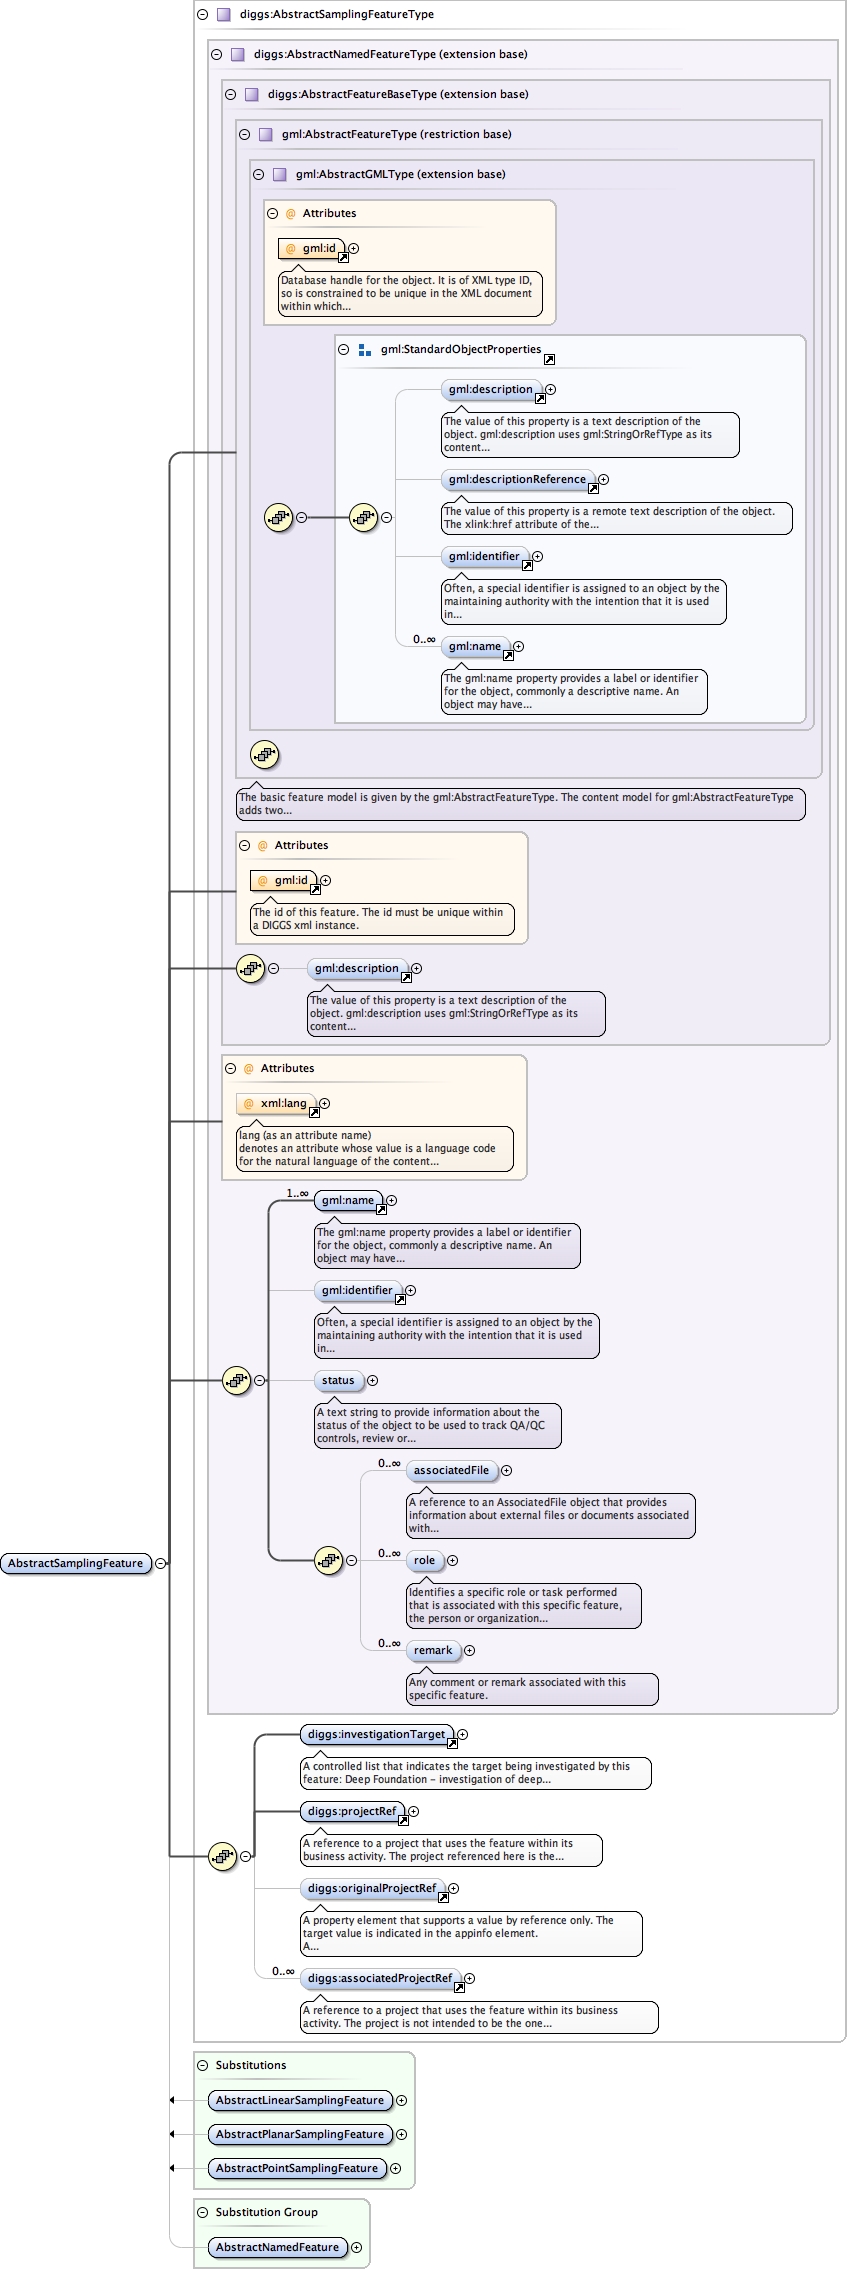 diggs:AbstractSamplingFeatureType
diggs:AbstractNamedFeatureType (extension base)
diggs:AbstractFeatureBaseType (extension base)
gml:AbstractFeatureType (restriction base)
gml:AbstractGMLType (extension base)
@ Attributes
@ gml:id
Database handle for the object. It is of XML type ID,
so is constrained to be unique in the XML document
within which...
gml:StandardObjectProperties
gml:description
The value of this property is a text description of the
object. gml:description uses gml:StringOrRefType as its
content...
gml:descriptionReference
The value of this property is a remote text description of the object.
The xlink:href attribute of the...
gml:identifier
Often, a special identifier is assigned to an object by the
maintaining authority with the intention that it is used
in...
0..∞
gml:name
The gml:name property provides a label or identifier
for the object, commonly a descriptive name. An
object may have...
The basic feature model is given by the gml:AbstractFeatureType. The content model for gml:AbstractFeatureType
adds two...
@ Attributes
@ gml:id
The id of this feature. The id must be unique within
a DIGGS xml instance.
gml:description
The value of this property is a text description of the
object. gml:description uses gml:StringOrRefType as its
content...
@ Attributes
@ xml:lang
lang (as an attribute name)
denotes an attribute whose value is a language code
for the natural language of the content...
1..∞
gml:name
The gml:name property provides a label or identifier
for the object, commonly a descriptive name. An
object may have...
gml:identifier
Often, a special identifier is assigned to an object by the
maintaining authority with the intention that it is used
in...
status
A text string to provide information about the
status of the object to be used to track QA/QC
controls, review or...
0..∞
associatedFile
A reference to an AssociatedFile object that provides
information about external files or documents associated
with...
0..∞
role
Identifies a specific role or task performed
that is associated with this specific feature,
the person or organization...
0..∞
remark
Any comment or remark associated with this
specific feature.
AbstractSamplingFeature
diggs:investigationTarget
A controlled list that indicates the target being investigated by this
feature: Deep Foundation - investigation of deep...
diggs:projectRef
A reference to a project that uses the feature within its
business activity. The project referenced here is the...
diggs:originalProjectRef
A property element that supports a value by reference only. The
target value is indicated in the appinfo element.
A...
0..∞
diggs:associatedProjectRef
A reference to a project that uses the feature within its business
activity. The project is not intended to be the one...
Substitutions
AbstractLinearSamplingFeature
AbstractPlanarSamplingFeature
AbstractPointSamplingFeature
Substitution Group
AbstractNamedFeature